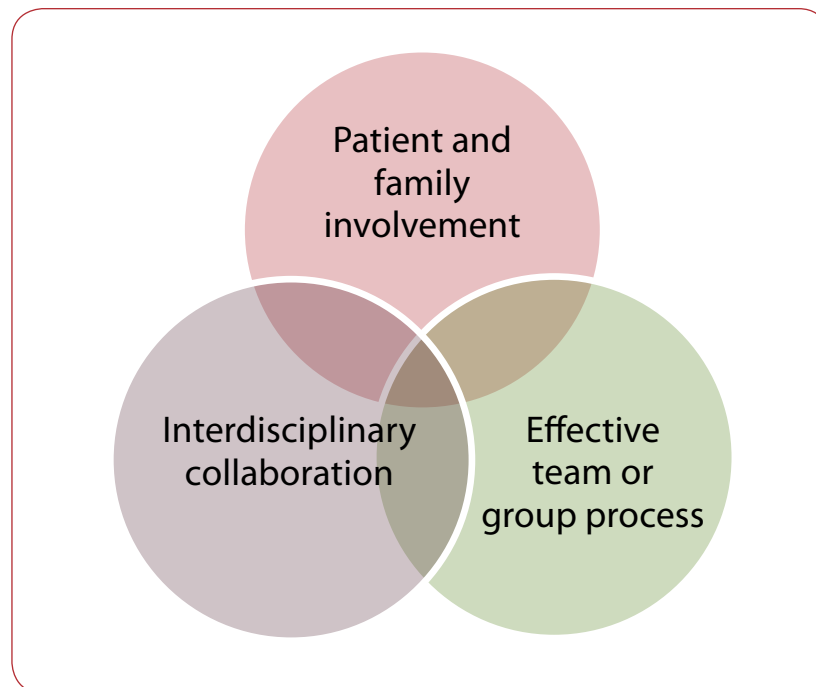 Patient and
family
involvement
Interdisciplinary
collaboration
Effective
team or
group process